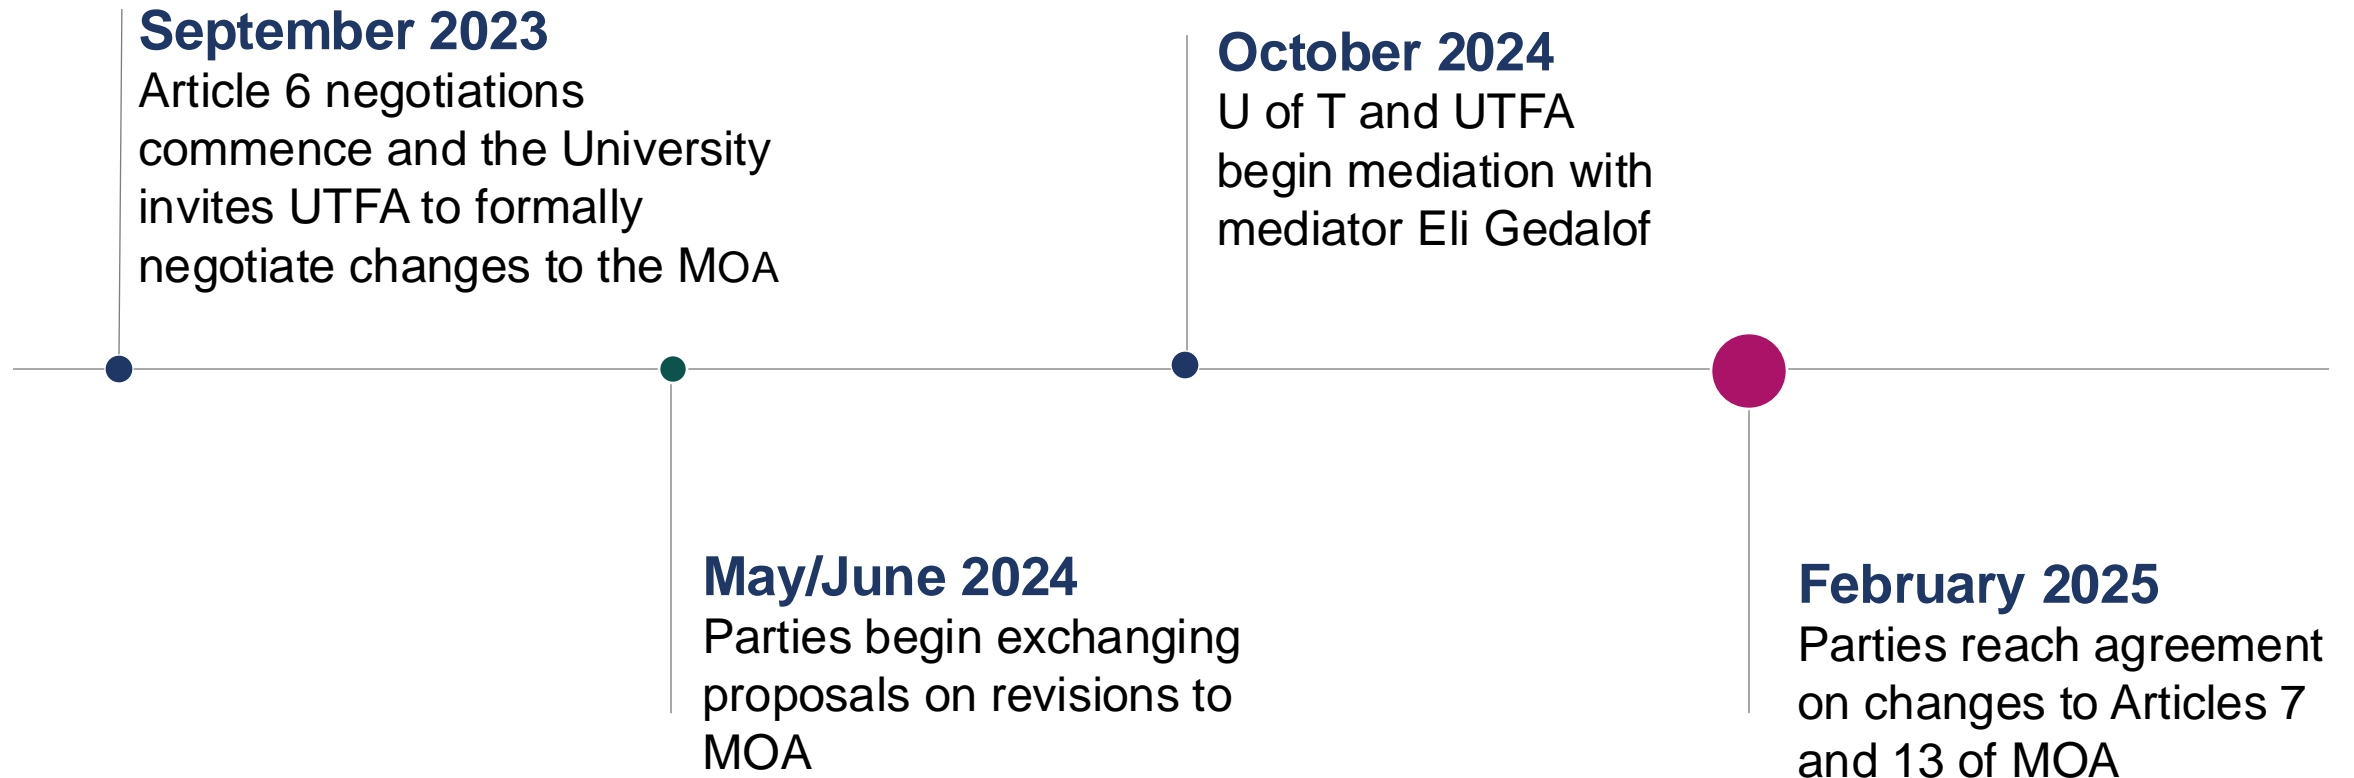 September 2023
Article 6 negotiations
commence and the University
invites UTFA to formally
negotiate changes to the MOA
May/June 2024
Parties begin exchanging
proposals on revisions to
MOA
October 2024
U of T and UTFA
begin mediation with
mediator Eli Gedalof
February 2025
Parties reach agreement
on changes to Articles 7
and 13 of MOA